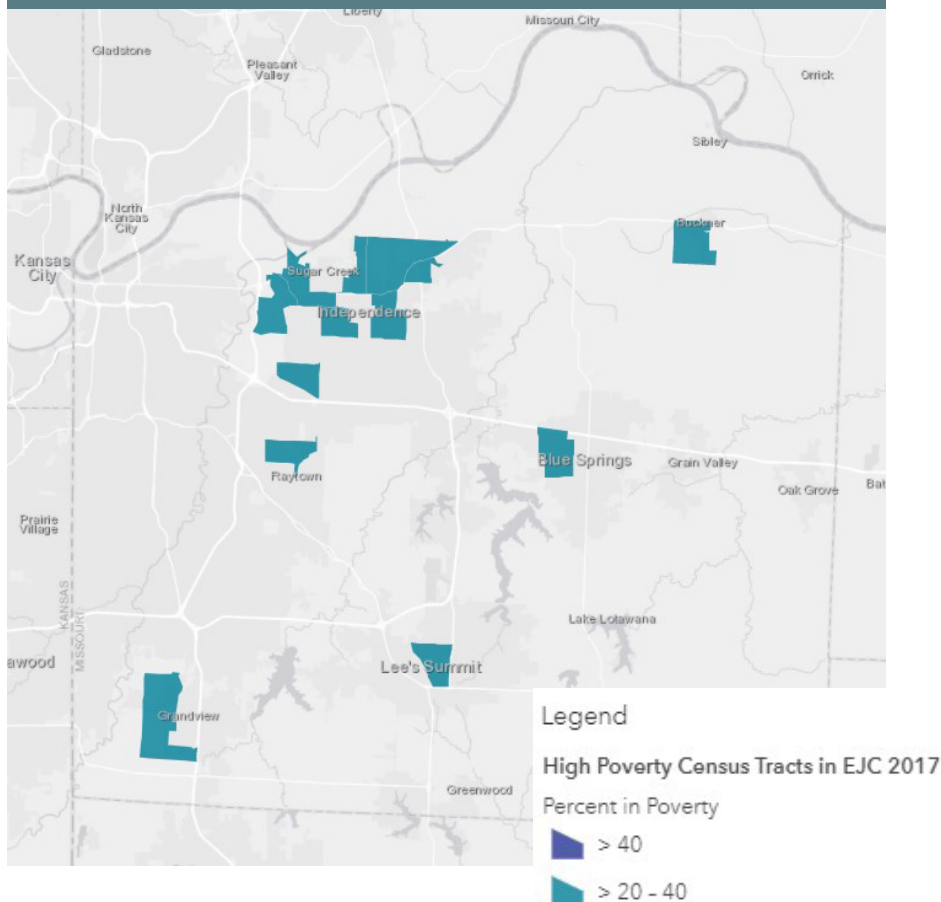 Liberty
Missouri City
Gladstone
Pleasant
Valley
Orrick
Sibley
North
Kansas
City
Buckner
Kansas
City
Sugar Creek
Independence
Blue Springs
Grain Valley
Raytown
Oak Grove
Bat
Prairie
Village
KANSAS
MISSOURI
Lake Lotawana
awood
Lee's Summit
Grandview
Greenwood
Legend
High Poverty Census Tracts in EJC 2017
Percent in Poverty
> 40
> 20 - 40